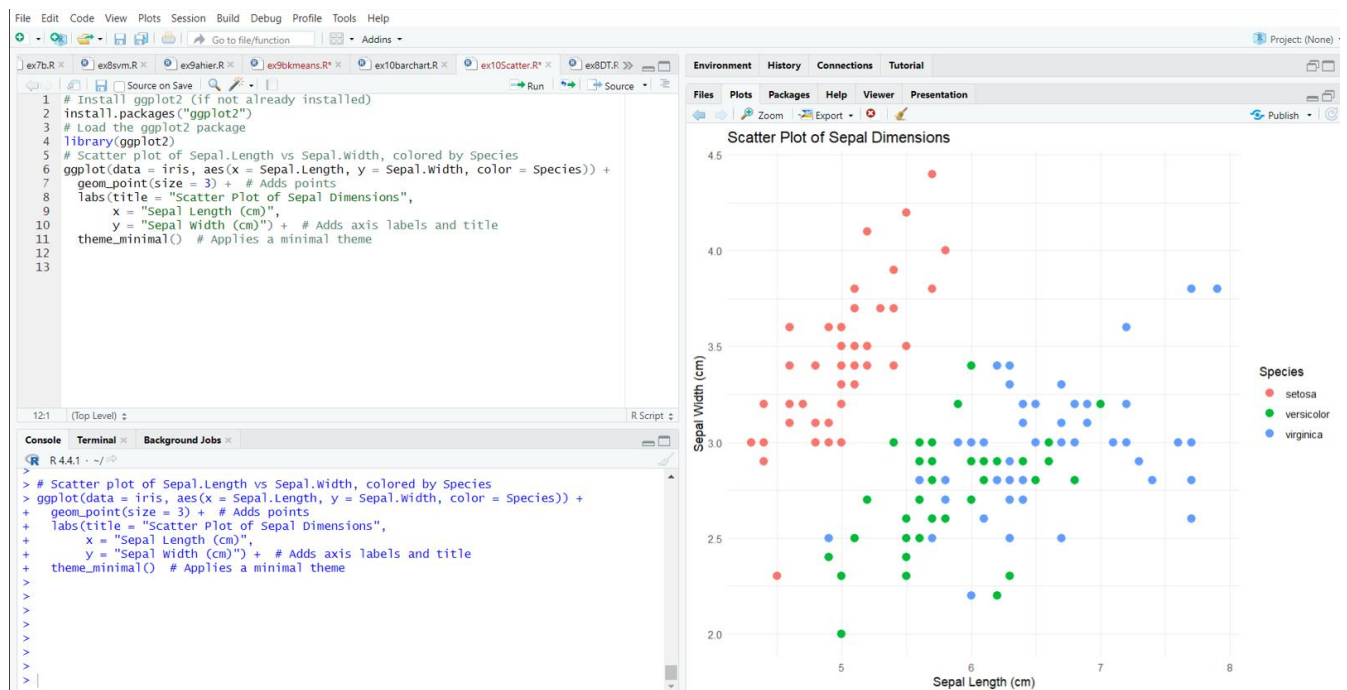 File Edit Code View Plots Session Build Debug Profile Tools Help
Go to file/function Addins
Project: (None)
ex7b.R ex8svm.R ex9ahier.R ex9bkmeans.R* ex10barchart.R ex10Scatter.R* ex8DT.R
Source on Save Run Source
1 # Install ggplot2 (if not already installed)
2 install.packages("ggplot2")
3 # Load the ggplot2 package
4 library(ggplot2)
5 # Scatter plot of Sepal.Length vs Sepal.Width, colored by Species
6 ggplot(data = iris, aes(x = Sepal.Length, y = Sepal.Width, color = Species)) +
7   geom_point(size = 3) +  # Adds points
8   labs(title = "Scatter Plot of Sepal Dimensions",
9        x = "Sepal Length (cm)",
10        y = "Sepal Width (cm)") +  # Adds axis labels and title
11   theme_minimal()  # Applies a minimal theme
12
13
12:1 (Top Level) R Script
Console Terminal Background Jobs
R 4.4.1 · ~/
>
> # Scatter plot of Sepal.Length vs Sepal.Width, colored by Species
> ggplot(data = iris, aes(x = Sepal.Length, y = Sepal.Width, color = Species)) +
+   geom_point(size = 3) +  # Adds points
+   labs(title = "Scatter Plot of Sepal Dimensions",
+        x = "Sepal Length (cm)",
+        y = "Sepal Width (cm)") +  # Adds axis labels and title
+   theme_minimal()  # Applies a minimal theme
>
>
>
>
>
>
>
>
Environment History Connections Tutorial
Files Plots Packages Help Viewer Presentation
Zoom Export Publish
Scatter Plot of Sepal Dimensions
4.5
4.0
3.5
3.0
2.5
2.0
Sepal Width (cm)
5 6 7 8
Sepal Length (cm)
Species
setosa
versicolor
virginica